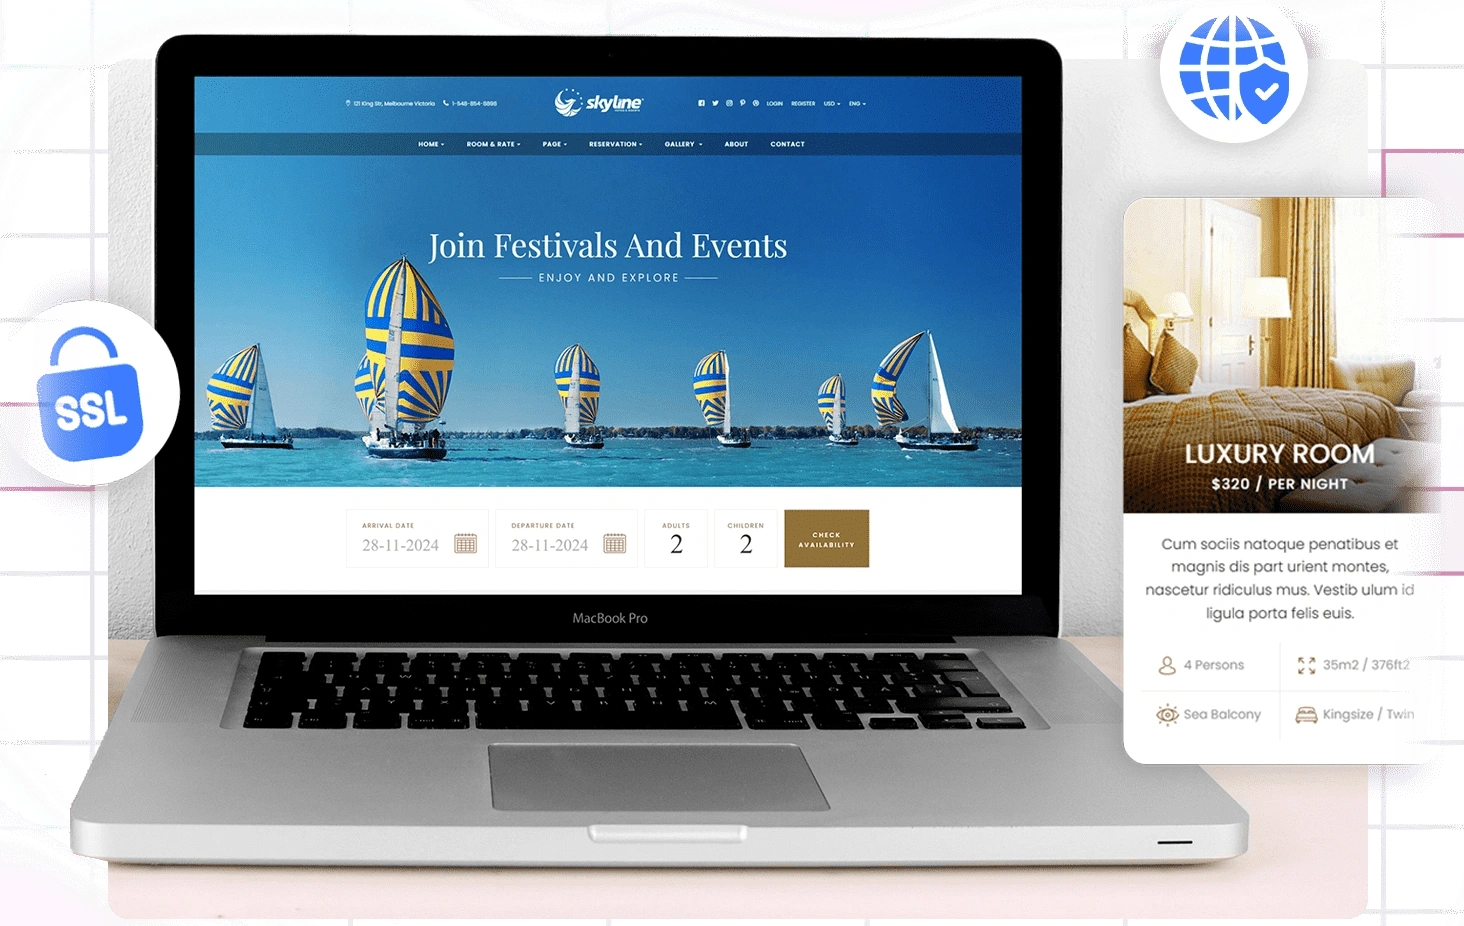 121 King Str, Melbourne Victoria
1-548-854-8898
skyline
LOGIN
REGISTER
USD
ENG
HOME
ROOM & RATE
PAGE
RESERVATION
GALLERY
ABOUT
CONTACT
Join Festivals And Events
ENJOY AND EXPLORE
ARRIVAL DATE
28-11-2024
DEPARTURE DATE
28-11-2024
ADULTS
2
CHILDREN
2
CHECK
AVAILABILITY
MacBook Pro
SSL
LUXURY ROOM
$320 / PER NIGHT
Cum sociis natoque penatibus et
magnis dis part urient montes,
nascetur ridiculus mus. Vestib ulum id
ligula porta felis euis.
4 Persons
35m2 / 376ft2
Sea Balcony
Kingsize / Twin